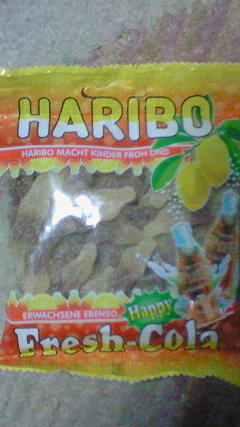 HARIBO
HARIBO MACHT KINDER FROH UND
ERWACHSENE EBENSO
Happy
Fresh-Cola